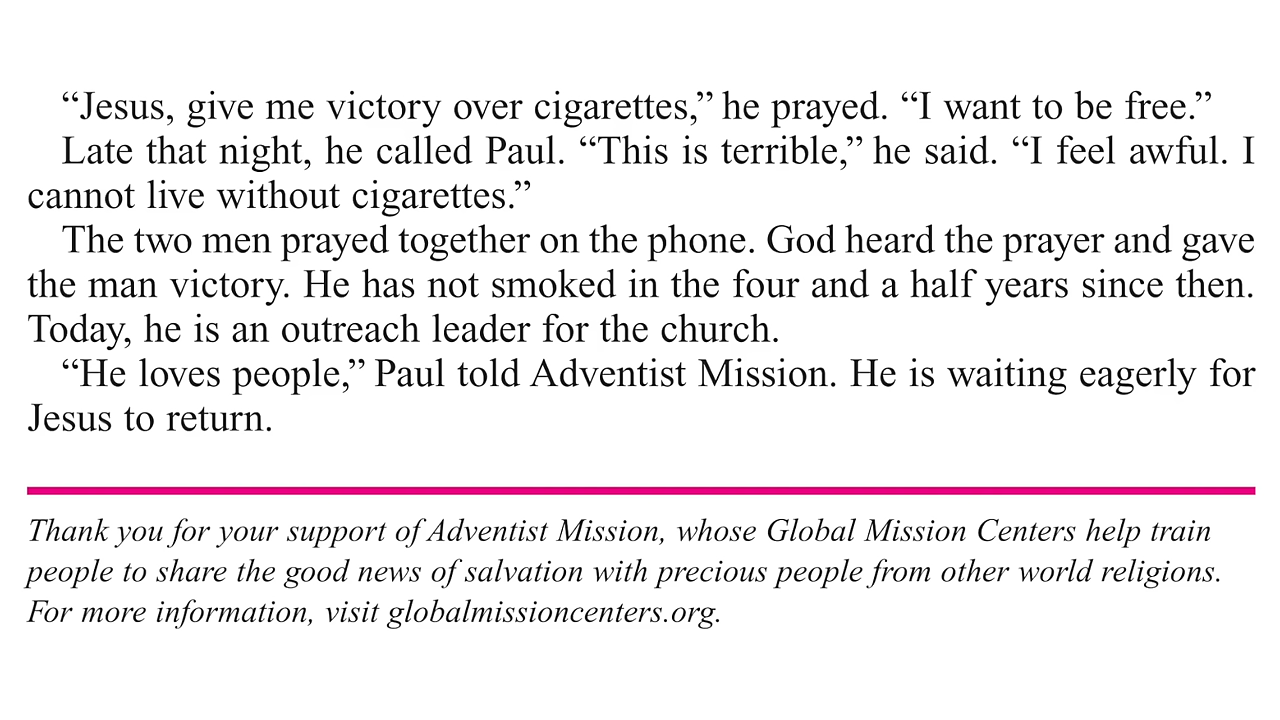 “Jesus, give me victory over cigarettes,” he prayed. “I want to be free.”
Late that night, he called Paul. “This is terrible,” he said. “I feel awful. I
cannot live without cigarettes.”
The two men prayed together on the phone. God heard the prayer and gave
the man victory. He has not smoked in the four and a half years since then.
Today, he is an outreach leader for the church.
“He loves people,” Paul told Adventist Mission. He is waiting eagerly for
Jesus to return.
Thank you for your support of Adventist Mission, whose Global Mission Centers help train
people to share the good news of salvation with precious people from other world religions.
For more information, visit globalmissioncenters.org.